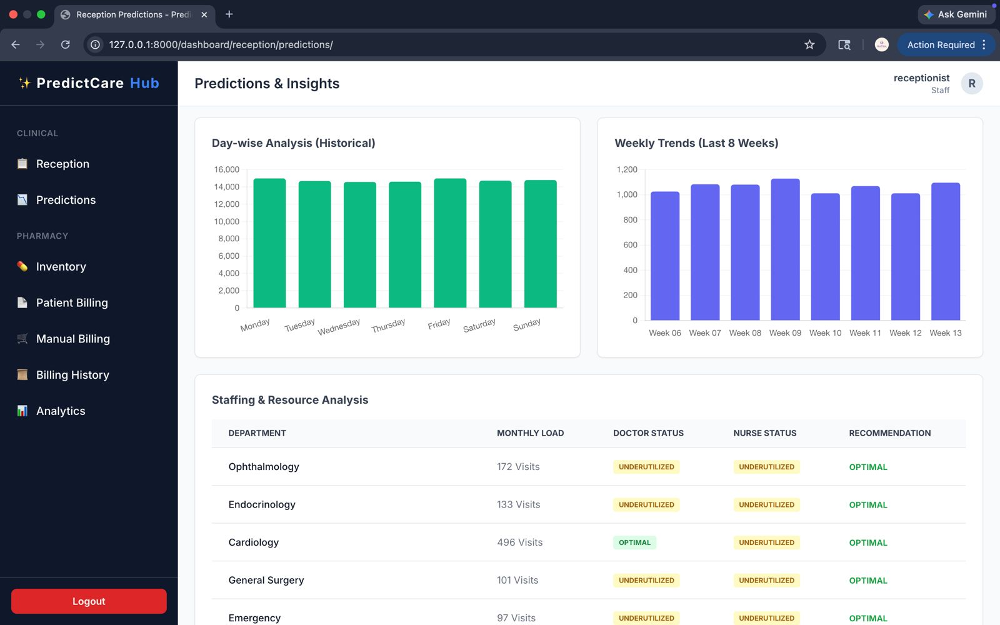 Reception Predictions - Predi
Ask Gemini
127.0.0.1:8000/dashboard/reception/predictions/
Action Required
PredictCare Hub
CLINICAL
Reception
Predictions
PHARMACY
Inventory
Patient Billing
Manual Billing
Billing History
Analytics
Logout
Predictions & Insights
receptionist
Staff
R
Day-wise Analysis (Historical)
16,000
14,000
12,000
10,000
8,000
6,000
4,000
2,000
0
Monday Tuesday Wednesday Thursday Friday Saturday Sunday
Weekly Trends (Last 8 Weeks)
1,200
1,000
800
600
400
200
0
Week 06 Week 07 Week 08 Week 09 Week 10 Week 11 Week 12 Week 13
Staffing & Resource Analysis
DEPARTMENT MONTHLY LOAD DOCTOR STATUS NURSE STATUS RECOMMENDATION
Ophthalmology 172 Visits UNDERUTILIZED UNDERUTILIZED OPTIMAL
Endocrinology 133 Visits UNDERUTILIZED UNDERUTILIZED OPTIMAL
Cardiology 496 Visits OPTIMAL UNDERUTILIZED OPTIMAL
General Surgery 101 Visits UNDERUTILIZED UNDERUTILIZED OPTIMAL
Emergency 97 Visits UNDERUTILIZED UNDERUTILIZED OPTIMAL